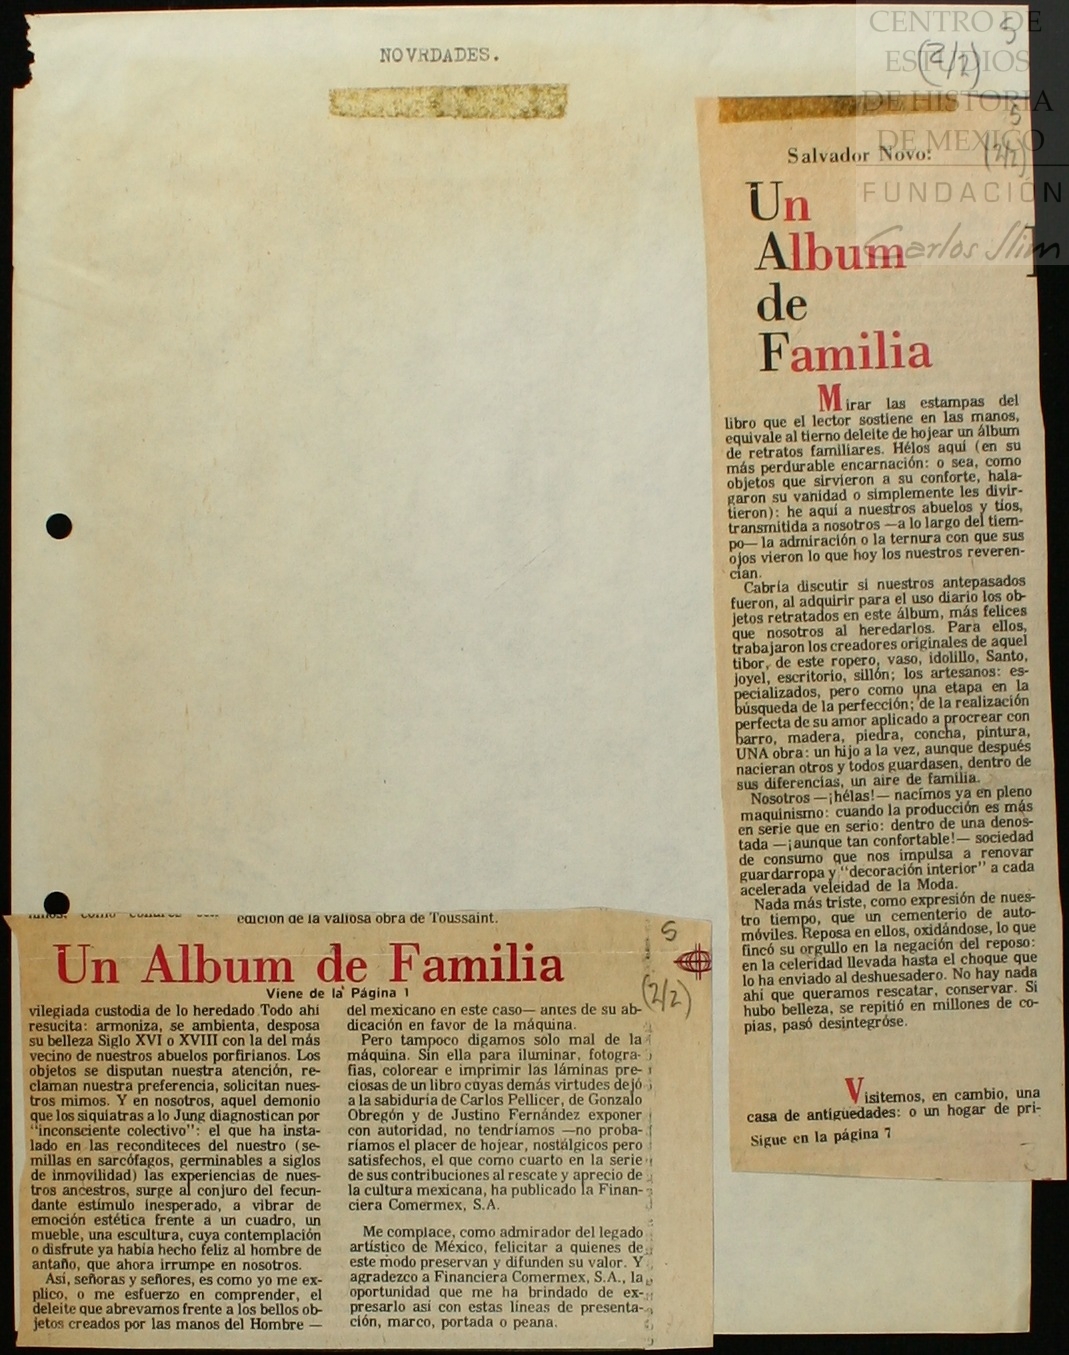 NOVRDADES.
CENTRO DE
ESTUDIOS
DE HISTORIA
DE MEXICO
FUNDACIÓN
Carlos Slim
5
(2/2)
5
(2/2)
Salvador Novo:
Un
Album
de
Familia
Mirar las estampas del
libro que el lector sostiene en las manos,
equivale al tierno deleite de hojear un álbum
de retratos familiares. Hélos aquí (en su
más perdurable encarnación: o sea, como
objetos que sirvieron a su conforte, hala-
garon su vanidad o simplemente les divir-
tieron): he aquí a nuestros abuelos y tíos,
transmitida a nosotros —a lo largo del tiem-
po— la admiración o la ternura con que sus
ojos vieron lo que hoy los nuestros reveren-
cian.
Cabría discutir si nuestros antepasados
fueron, al adquirir para el uso diario los ob-
jetos retratados en este álbum, más felices
que nosotros al heredarlos. Para ellos,
trabajaron los creadores originales de aquel
tibor, de este ropero, vaso, idolillo, Santo,
joyel, escritorio, sillón; los artesanos: es-
pecializados, pero como una etapa en la
búsqueda de la perfección; de la realización
perfecta de su amor aplicado a procrear con
barro, madera, piedra, concha, pintura,
UNA obra: un hijo a la vez, aunque después
nacieran otros y todos guardasen, dentro de
sus diferencias, un aire de familia.
Nosotros —¡hélas!— nacimos ya en pleno
maquinismo: cuando la producción es más
en serie que en serio: dentro de una denos-
tada —¡aunque tan confortable!— sociedad
de consumo que nos impulsa a renovar
guardarropa y "decoración interior" a cada
acelerada veleidad de la Moda.
Nada más triste, como expresión de nues-
tro tiempo, que un cementerio de auto-
móviles. Reposa en ellos, oxidándose, lo que
fincó su orgullo en la negación del reposo:
en la celeridad llevada hasta el choque que
lo ha enviado al deshuesadero. No hay nada
ahí que queramos rescatar, conservar. Si
hubo belleza, se repitió en millones de co-
pias, pasó desintegróse.
Visitemos, en cambio, una
casa de antigüedades: o un hogar de pri-
Sigue en la página 7
edición de la valiosa obra de Toussaint.
Un Album de Familia
Viene de la Página 1
5
(2/2)
vilegiada custodia de lo heredado Todo ahí
resucita: armoniza, se ambienta, desposa
su belleza Siglo XVI o XVIII con la del más
vecino de nuestros abuelos porfirianos. Los
objetos se disputan nuestra atención, re-
claman nuestra preferencia, solicitan nues-
tros mimos. Y en nosotros, aquel demonio
que los siquiatras a lo Jung diagnostican por
"inconsciente colectivo": el que ha insta-
lado en las reconditeces del nuestro (se-
millas en sarcófagos, germinables a siglos
de inmovilidad) las experiencias de nues-
tros ancestros, surge al conjuro del fecun-
dante estímulo inesperado, a vibrar de
emoción estética frente a un cuadro, un
mueble, una escultura, cuya contemplación
o disfrute ya había hecho feliz al hombre de
antaño, que ahora irrumpe en nosotros.
Así, señoras y señores, es como yo me ex-
plico, o me esfuerzo en comprender, el
deleite que abrevamos frente a los bellos ob-
jetos creados por las manos del Hombre —
del mexicano en este caso— antes de su ab-
dicación en favor de la máquina.
Pero tampoco digamos sólo mal de la
máquina. Sin ella para iluminar, fotogra-
fias, colorear e imprimir las láminas pre-
ciosas de un libro cuyas demás virtudes dejó
a la sabiduría de Carlos Pellicer, de Gonzalo
Obregón y de Justino Fernández exponer
con autoridad, no tendríamos —no proba-
ríamos el placer de hojear, nostálgicos pero
satisfechos, el que como cuarto en la serie
de sus contribuciones al rescate y aprecio de
la cultura mexicana, ha publicado la Finan-
ciera Comermex, S.A.
Me complace, como admirador del legado
artístico de México, felicitar a quienes de
este modo preservan y difunden su valor. Y
agradezco a Financiera Comermex, S.A., la
oportunidad que me ha brindado de ex-
presarlo así con estas líneas de presenta-
ción, marco, portada o peana.